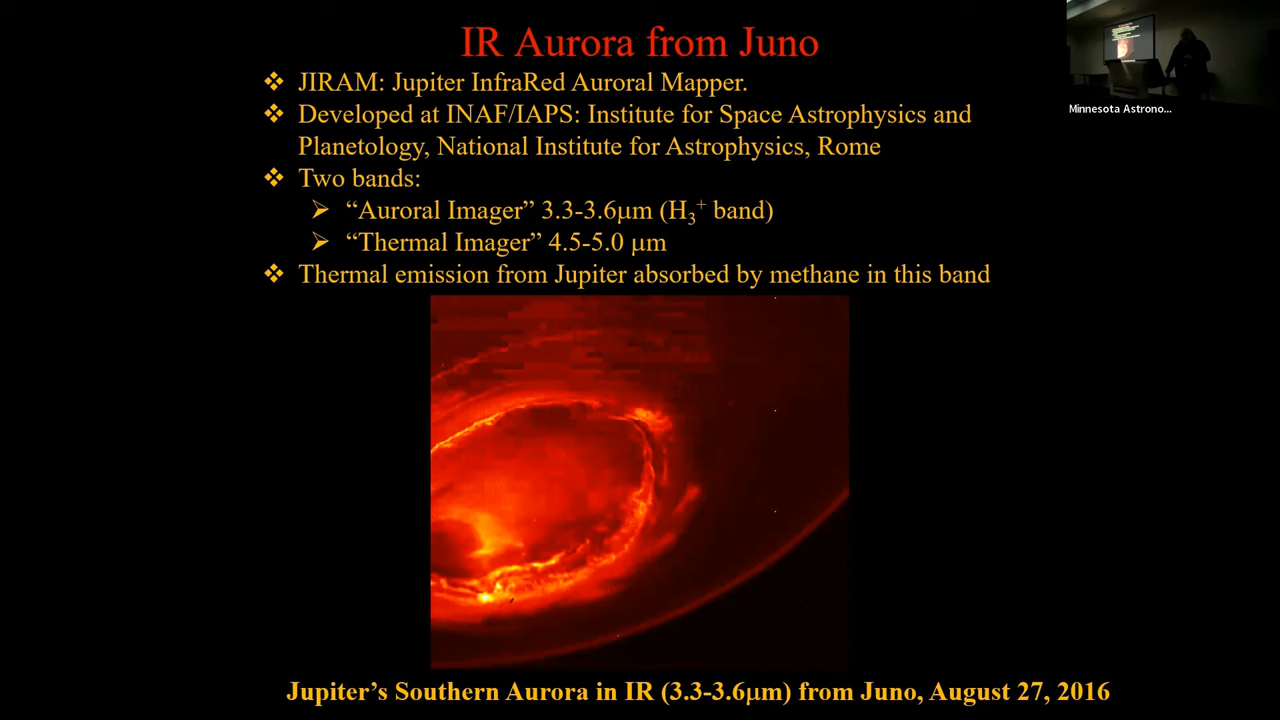 IR Aurora from Juno
❖ JIRAM: Jupiter InfraRed Auroral Mapper.
❖ Developed at INAF/IAPS: Institute for Space Astrophysics and
Planetology, National Institute for Astrophysics, Rome
❖ Two bands:
➢ “Auroral Imager” 3.3-3.6μm (H₃⁺ band)
➢ “Thermal Imager” 4.5-5.0 μm
❖ Thermal emission from Jupiter absorbed by methane in this band
Jupiter’s Southern Aurora in IR (3.3-3.6μm) from Juno, August 27, 2016
Minnesota Astrono...